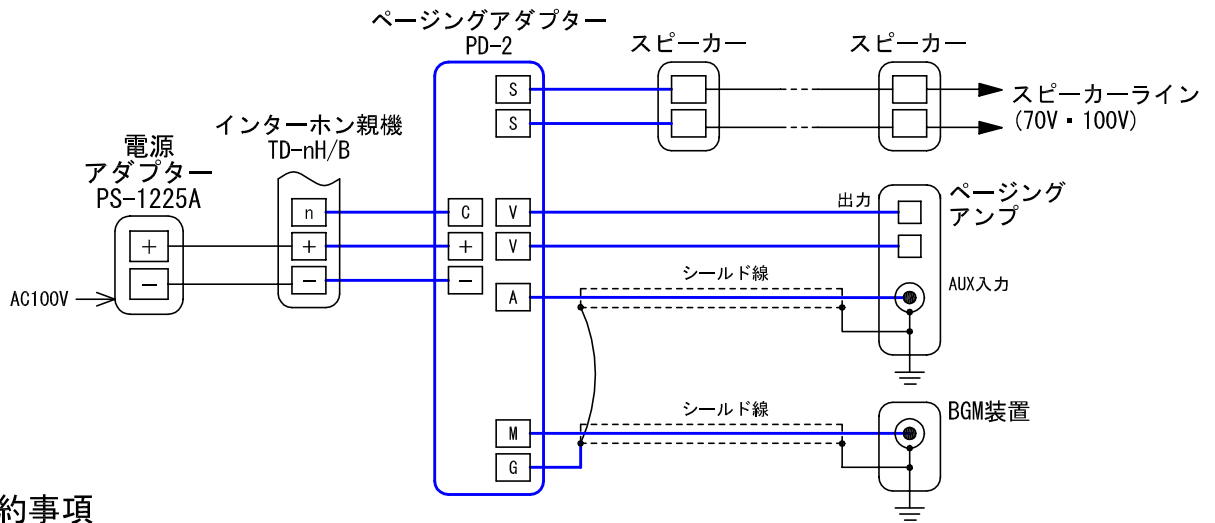 ページングアダプター
PD-2
スピーカー
スピーカー
S
S
スピーカーライン
(70V・100V)
インターホン親機
TD-nH/B
電源
アダプター
PS-1225A
n
+
−
+
−
AC100V
C
+
−
V
V
A
出力
ページング
アンプ
シールド線
AUX入力
シールド線
BGM装置
M
G
約事項